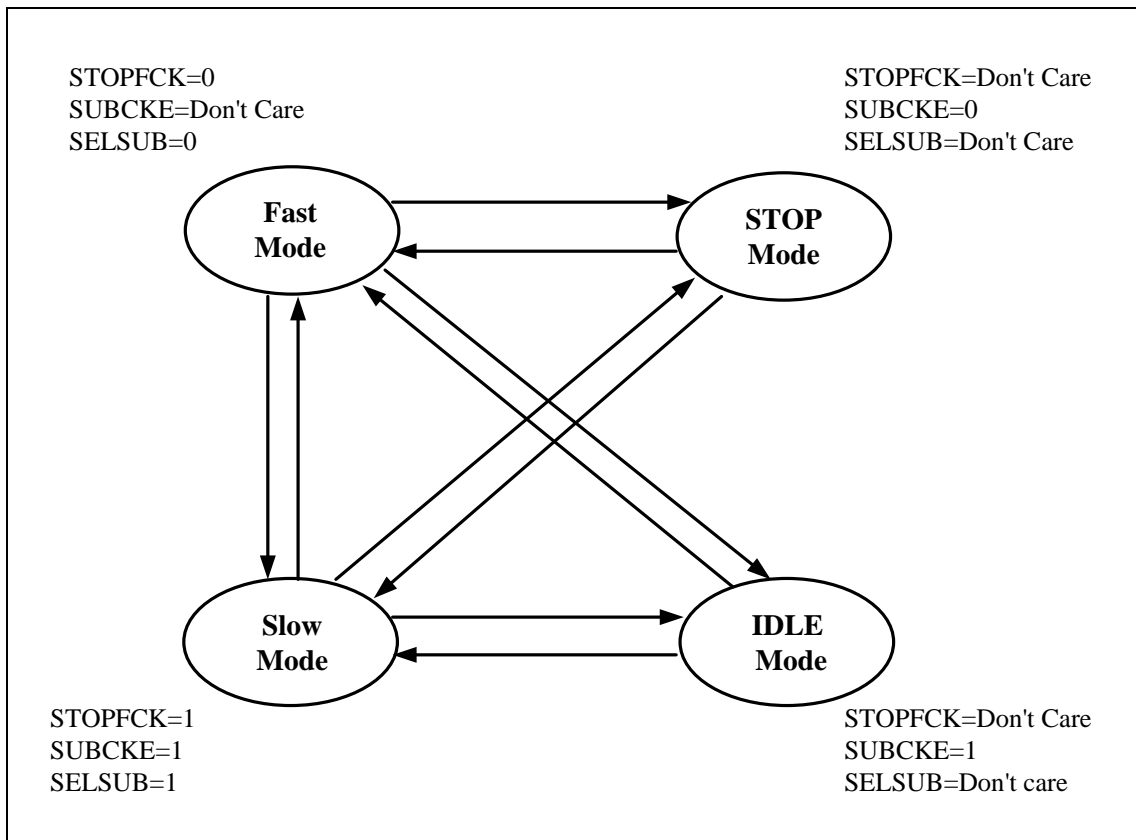 STOPFCK=0
SUBCKE=Don't Care
SELSUB=0
STOPFCK=Don't Care
SUBCKE=0
SELSUB=Don't Care
Fast
Mode
STOP
Mode
Slow
Mode
IDLE
Mode
STOPFCK=1
SUBCKE=1
SELSUB=1
STOPFCK=Don't Care
SUBCKE=1
SELSUB=Don't care